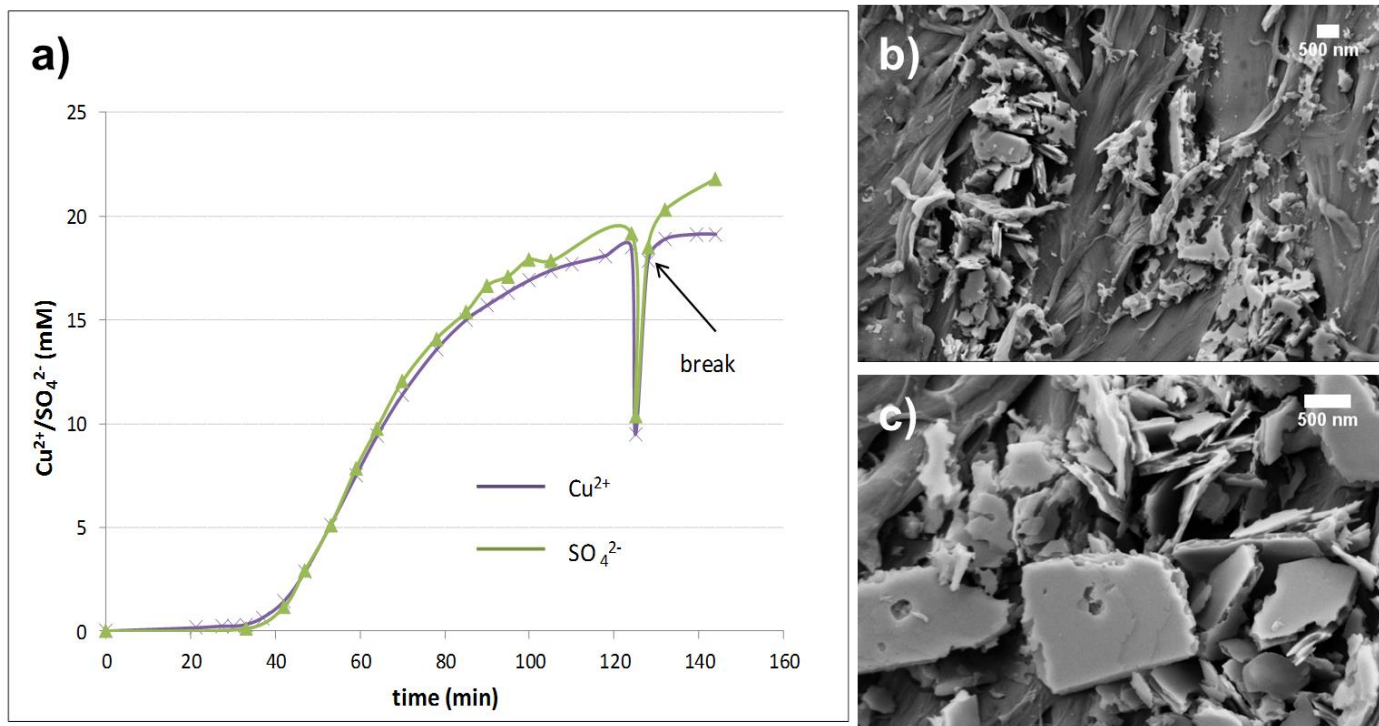 a)
Cu²⁺/SO₄²⁻ (mM)
25
20
15
10
5
0
0 20 40 60 80 100 120 140 160
time (min)
break
Cu²⁺
SO₄²⁻
b)
500 nm
c)
500 nm